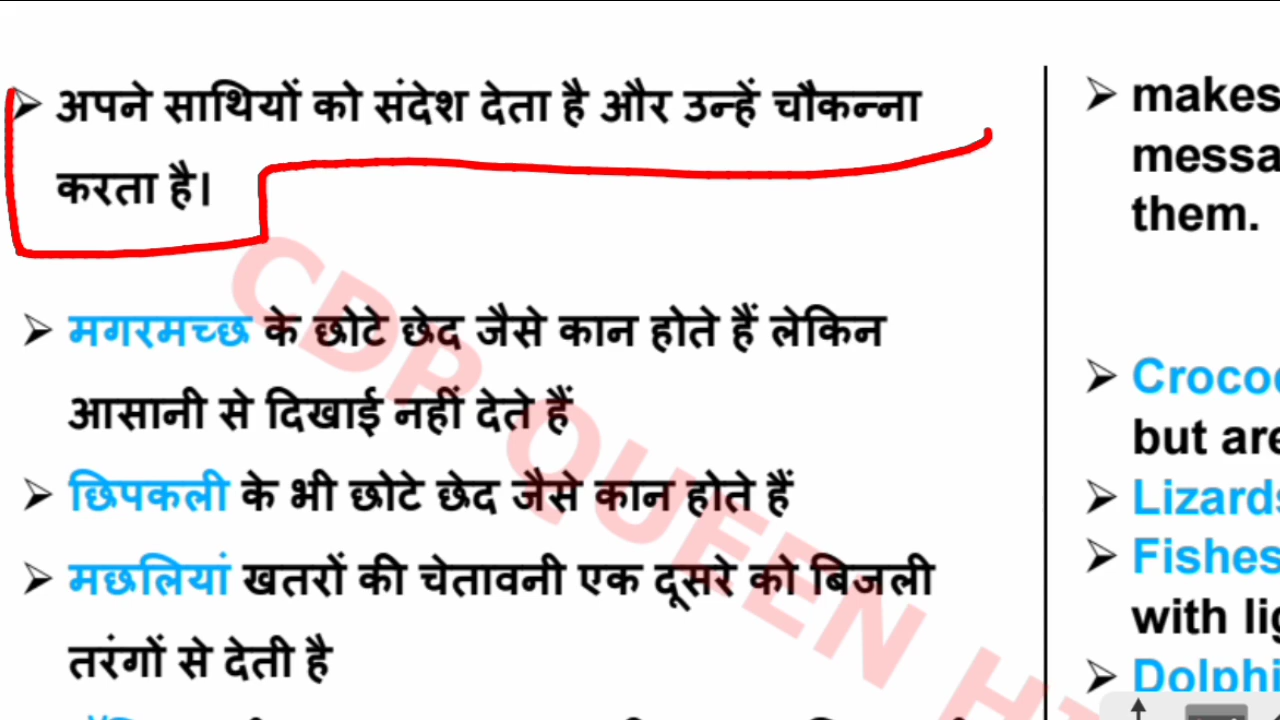 ➢ अपने साथियों को संदेश देता है और उन्हें चौकन्ना
करता है।
➢ मगरमच्छ के छोटे छेद जैसे कान होते हैं लेकिन
आसानी से दिखाई नहीं देते हैं
➢ छिपकली के भी छोटे छेद जैसे कान होते हैं
➢ मछलियां खतरों की चेतावनी एक दूसरे को बिजली
तरंगों से देती है
➢ makes
messa
them.
➢ Crocod
but are
➢ Lizards
➢ Fishes
with lig
➢ Dolphi
CDP QUEEN